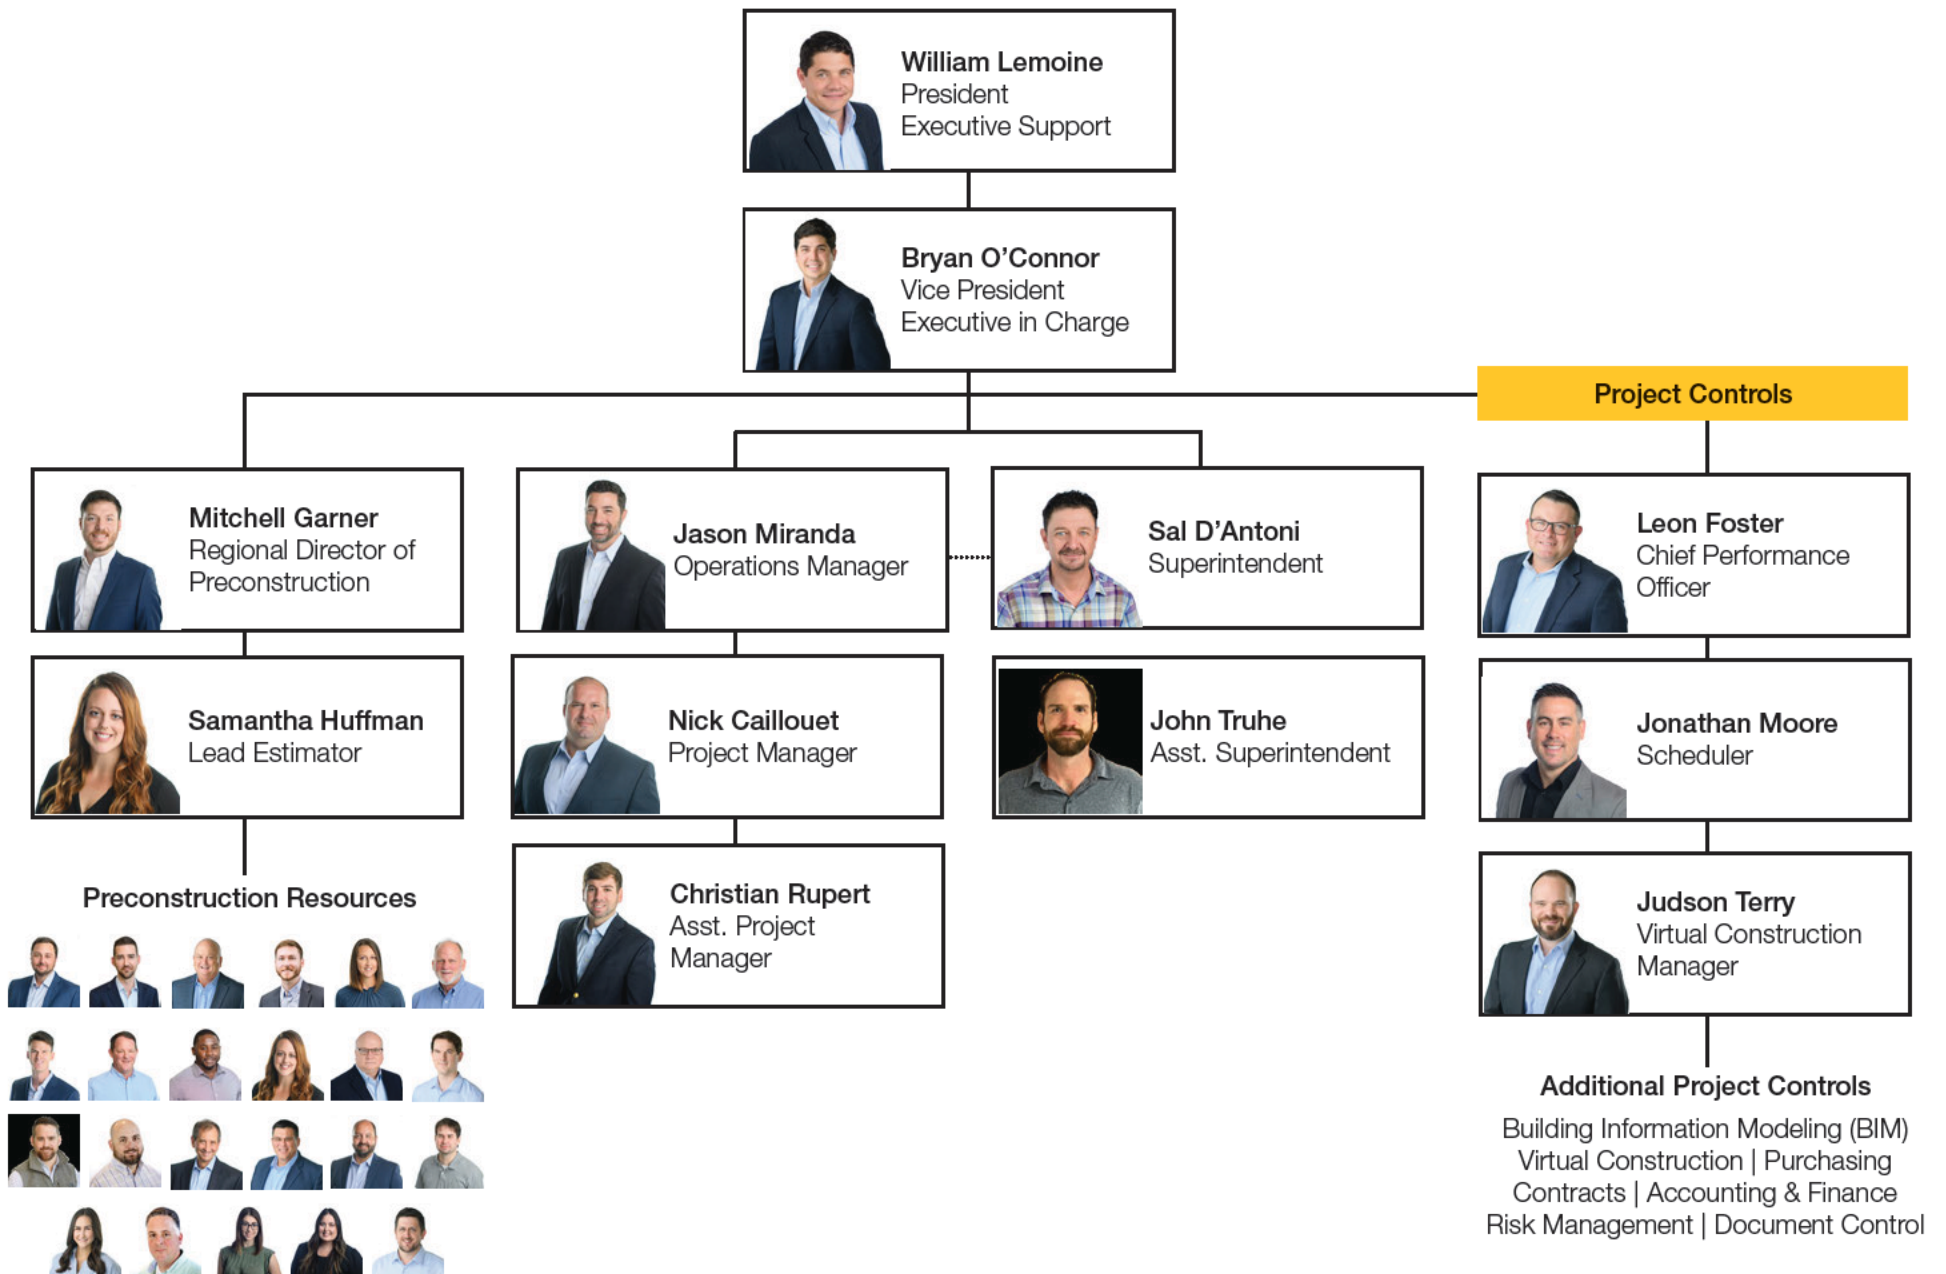 William Lemoine
President
Executive Support
Bryan O’Connor
Vice President
Executive in Charge
Project Controls
Mitchell Garner
Regional Director of
Preconstruction
Jason Miranda
Operations Manager
Sal D’Antoni
Superintendent
Leon Foster
Chief Performance
Officer
Samantha Huffman
Lead Estimator
Nick Caillouet
Project Manager
John Truhe
Asst. Superintendent
Jonathan Moore
Scheduler
Preconstruction Resources
Christian Rupert
Asst. Project
Manager
Judson Terry
Virtual Construction
Manager
Additional Project Controls
Building Information Modeling (BIM)
Virtual Construction | Purchasing
Contracts | Accounting & Finance
Risk Management | Document Control